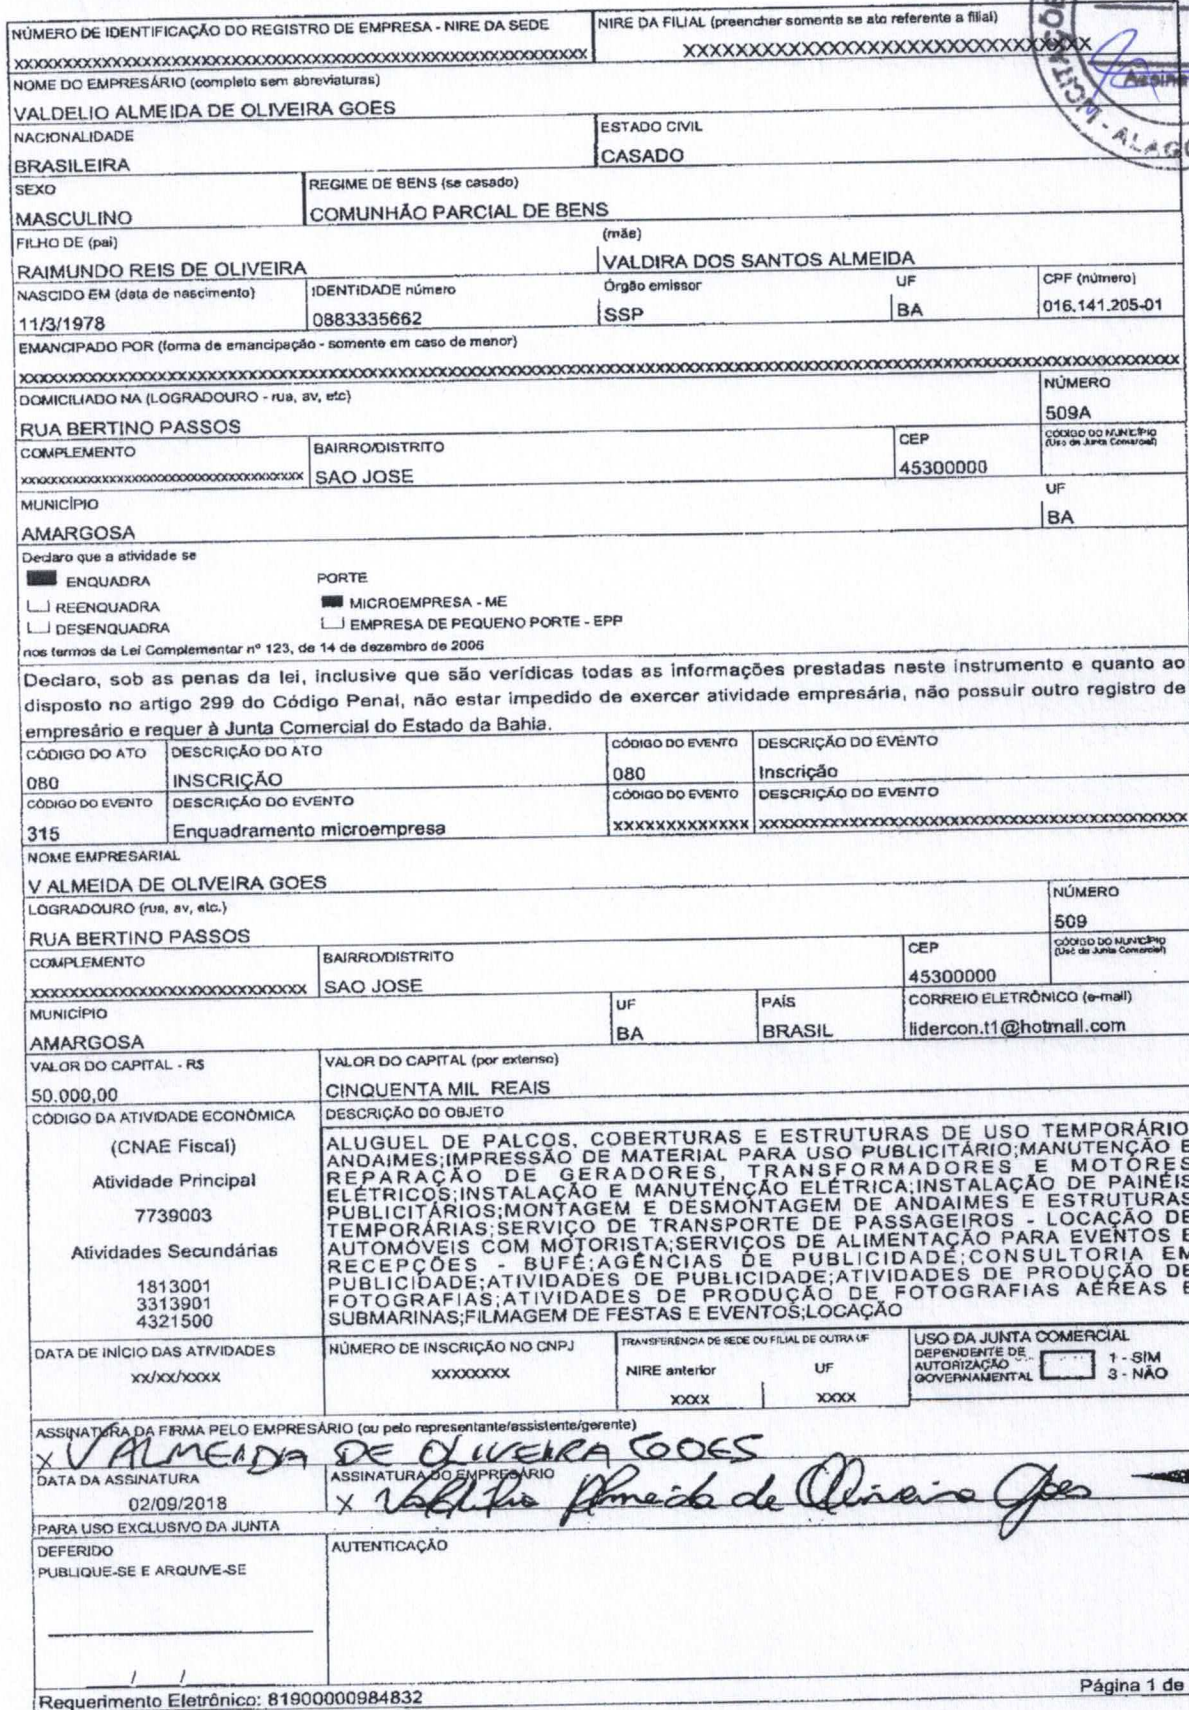 NÚMERO DE IDENTIFICAÇÃO DO REGISTRO DE EMPRESA - NIRE DA SEDE
NIRE DA FILIAL (preencher somente se ato referente a filial)
XXXXXXXXXXXXXXXXXXXXXXXXXXXXXXXXXXXXXXXXXXXXXXXXXXXXXXXX
XXXXXXXXXXXXXXXXXXXXXXXXXXXXXX
NOME DO EMPRESÁRIO (completo sem abreviaturas)
VALDELIO ALMEIDA DE OLIVEIRA GOES
NACIONALIDADE
ESTADO CIVIL
BRASILEIRA
CASADO
SEXO
REGIME DE BENS (se casado)
MASCULINO
COMUNHÃO PARCIAL DE BENS
FILHO DE (pai)
(mãe)
RAIMUNDO REIS DE OLIVEIRA
VALDIRA DOS SANTOS ALMEIDA
NASCIDO EM (data de nascimento)
IDENTIDADE número
Órgão emissor
UF
CPF (número)
11/3/1978
0883335662
SSP
BA
016.141.205-01
EMANCIPADO POR (forma de emancipação - somente em caso de menor)
XXXXXXXXXXXXXXXXXXXXXXXXXXXXXXXXXXXXXXXXXXXXXXXXXXXXXXXXXXXXXXXXXXXXXXXXXXXXXXXXXXXXXXXXXXXXXXXXXXXXXXXXXXXXXXXX
DOMICILIADO NA (LOGRADOURO - rua, av, etc)
NÚMERO
RUA BERTINO PASSOS
509A
COMPLEMENTO
BAIRRO/DISTRITO
CEP
CÓDIGO DO MUNICÍPIO
(Uso da Junta Comercial)
XXXXXXXXXXXXXXXXXXXXXXXXXXXXXXXXXXX
SAO JOSE
45300000
MUNICÍPIO
UF
AMARGOSA
BA
Declaro que a atividade se
ENQUADRA
PORTE
REENQUADRA
MICROEMPRESA - ME
DESENQUADRA
EMPRESA DE PEQUENO PORTE - EPP
nos termos da Lei Complementar nº 123, de 14 de dezembro de 2006
Declaro, sob as penas da lei, inclusive que são verídicas todas as informações prestadas neste instrumento e quanto ao
disposto no artigo 299 do Código Penal, não estar impedido de exercer atividade empresária, não possuir outro registro de
empresário e requer à Junta Comercial do Estado da Bahia.
CÓDIGO DO ATO
DESCRIÇÃO DO ATO
CÓDIGO DO EVENTO
DESCRIÇÃO DO EVENTO
080
INSCRIÇÃO
080
Inscrição
CÓDIGO DO EVENTO
DESCRIÇÃO DO EVENTO
CÓDIGO DO EVENTO
DESCRIÇÃO DO EVENTO
315
Enquadramento microempresa
XXXXXXXXXXXXX
XXXXXXXXXXXXXXXXXXXXXXXXXXXXXXXXXXXXXXXXX
NOME EMPRESARIAL
V ALMEIDA DE OLIVEIRA GOES
LOGRADOURO (rua, av, etc.)
NÚMERO
RUA BERTINO PASSOS
509
COMPLEMENTO
BAIRRO/DISTRITO
CEP
CÓDIGO DO MUNICÍPIO
(Uso da Junta Comercial)
XXXXXXXXXXXXXXXXXXXXXXXXXXX
SAO JOSE
45300000
MUNICÍPIO
UF
PAÍS
CORREIO ELETRÔNICO (e-mail)
AMARGOSA
BA
BRASIL
lidercon.t1@hotmail.com
VALOR DO CAPITAL - R$
VALOR DO CAPITAL (por extenso)
50.000,00
CINQUENTA MIL REAIS
CÓDIGO DA ATIVIDADE ECONÔMICA
(CNAE Fiscal)
Atividade Principal
7739003
Atividades Secundárias
1813001
3313901
4321500
DESCRIÇÃO DO OBJETO
ALUGUEL DE PALCOS, COBERTURAS E ESTRUTURAS DE USO TEMPORÁRIO
ANDAIMES;IMPRESSÃO DE MATERIAL PARA USO PUBLICITÁRIO;MANUTENÇÃO E
REPARAÇÃO DE GERADORES, TRANSFORMADORES E MOTORES
ELÉTRICOS;INSTALAÇÃO E MANUTENÇÃO ELÉTRICA;INSTALAÇÃO DE PAINÉIS
PUBLICITÁRIOS;MONTAGEM E DESMONTAGEM DE ANDAIMES E ESTRUTURAS
TEMPORÁRIAS;SERVIÇO DE TRANSPORTE DE PASSAGEIROS - LOCAÇÃO DE
AUTOMÓVEIS COM MOTORISTA;SERVIÇOS DE ALIMENTAÇÃO PARA EVENTOS E
RECEPÇÕES - BUFÊ;AGÊNCIAS DE PUBLICIDADE;CONSULTORIA EM
PUBLICIDADE;ATIVIDADES DE PUBLICIDADE;ATIVIDADES DE PRODUÇÃO DE
FOTOGRAFIAS;ATIVIDADES DE PRODUÇÃO DE FOTOGRAFIAS AÉREAS E
SUBMARINAS;FILMAGEM DE FESTAS E EVENTOS;LOCAÇÃO
DATA DE INÍCIO DAS ATIVIDADES
NÚMERO DE INSCRIÇÃO NO CNPJ
TRANSFERÊNCIA DE SEDE OU FILIAL DE OUTRA UF
USO DA JUNTA COMERCIAL
xx/xx/xxxx
XXXXXXXX
NIRE anterior
UF
XXXX
XXXX
DEPENDENTE DE
AUTORIZAÇÃO
GOVERNAMENTAL
1 - SIM
3 - NÃO
ASSINATURA DA FIRMA PELO EMPRESÁRIO (ou pelo representante/assistente/gerente)
X V ALMEIDA DE OLIVEIRA GOES
DATA DA ASSINATURA
ASSINATURA DO EMPRESÁRIO
02/09/2018
X Valdelio Almeida de Oliveira Goes
PARA USO EXCLUSIVO DA JUNTA
DEFERIDO
AUTENTICAÇÃO
PUBLIQUE-SE E ARQUIVE-SE
/ /
Requerimento Eletrônico: 81900000984832
Página 1 de